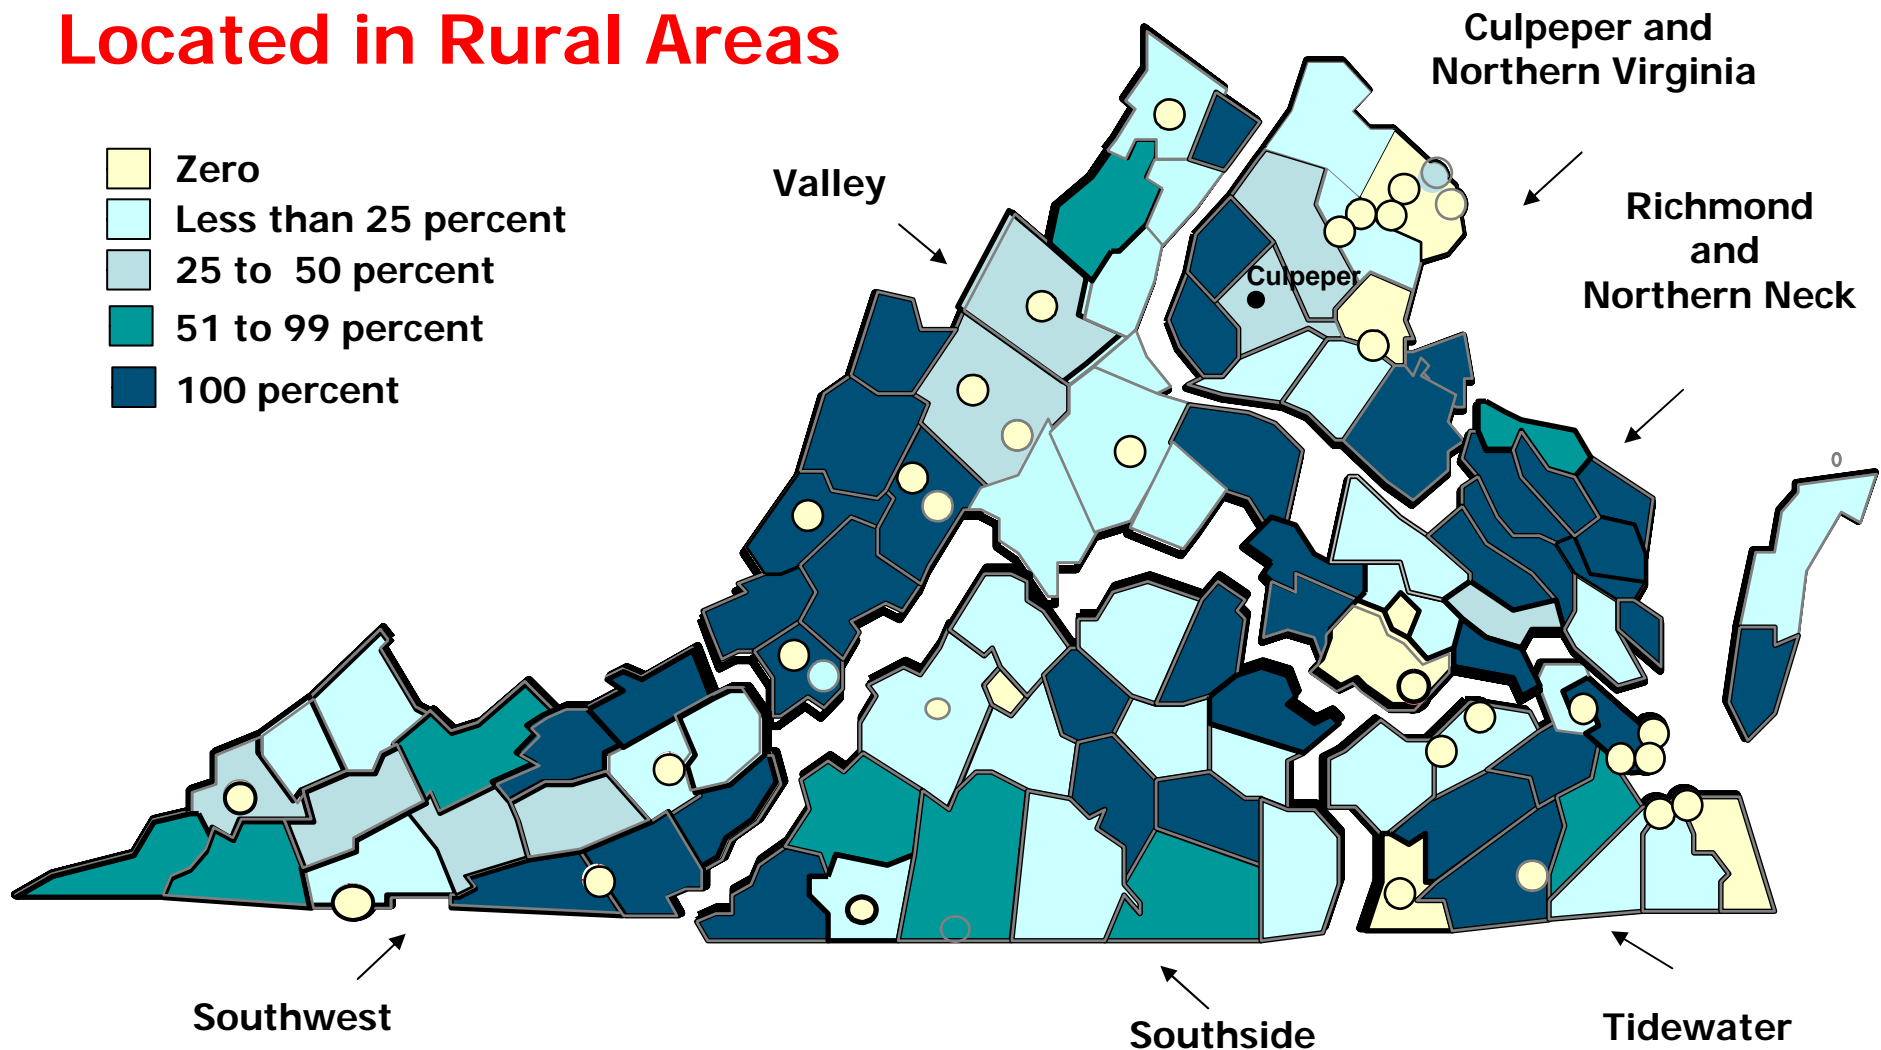 Located in Rural Areas
Zero
Less than 25 percent
25 to 50 percent
51 to 99 percent
100 percent
Valley
Culpeper and
Northern Virginia
Richmond
and
Northern Neck
Culpeper
Southwest
Southside
Tidewater